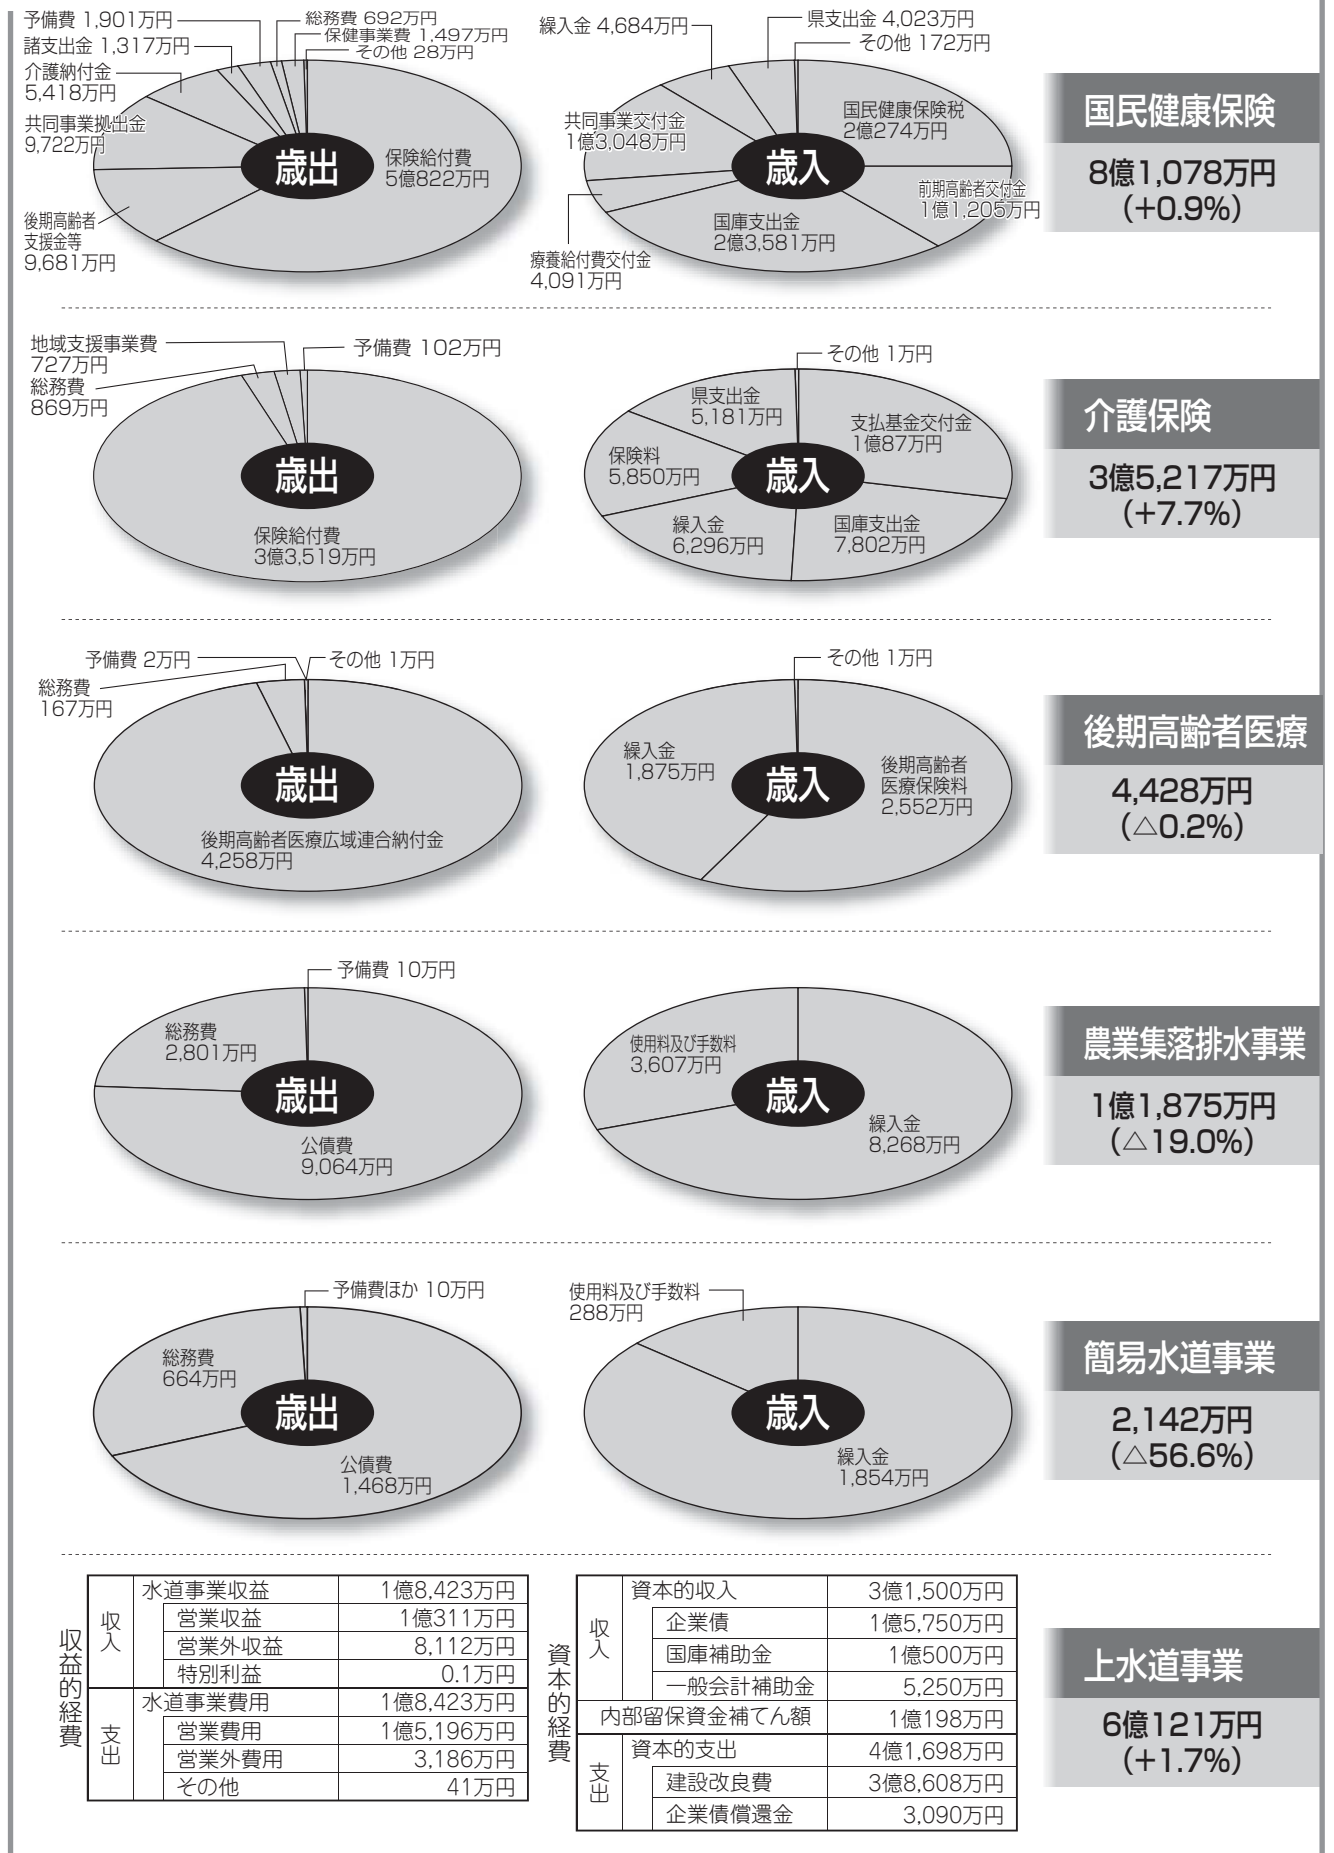 予備費 1,901万円
諸支出金 1,317万円
介護納付金
5,418万円
共同事業拠出金
9,722万円
後期高齢者
支援金等
9,681万円
総務費 692万円
保健事業費 1,497万円
その他 28万円
歳出
保険給付費
5億822万円
繰入金 4,684万円
県支出金 4,023万円
その他 172万円
共同事業交付金
1億3,048万円
国民健康保険税
2億274万円
歳入
前期高齢者交付金
1億1,205万円
国庫支出金
2億3,581万円
療養給付費交付金
4,091万円
国民健康保険
8億1,078万円
(+0.9%)
地域支援事業費
727万円
総務費
869万円
予備費 102万円
歳出
保険給付費
3億3,519万円
その他 1万円
県支出金
5,181万円
支払基金交付金
1億87万円
保険料
5,850万円
歳入
繰入金
6,296万円
国庫支出金
7,802万円
介護保険
3億5,217万円
(+7.7%)
予備費 2万円
その他 1万円
総務費
167万円
歳出
後期高齢者医療広域連合納付金
4,258万円
その他 1万円
繰入金
1,875万円
歳入
後期高齢者
医療保険料
2,552万円
後期高齢者医療
4,428万円
(△0.2%)
予備費 10万円
総務費
2,801万円
歳出
公債費
9,064万円
使用料及び手数料
3,607万円
歳入
繰入金
8,268万円
農業集落排水事業
1億1,875万円
(△19.0%)
予備費ほか 10万円
総務費
664万円
歳出
公債費
1,468万円
使用料及び手数料
288万円
歳入
繰入金
1,854万円
簡易水道事業
2,142万円
(△56.6%)
収益的経費
収入
水道事業収益 1億8,423万円
営業収益 1億311万円
営業外収益 8,112万円
特別利益 0.1万円
支出
水道事業費用 1億8,423万円
営業費用 1億5,196万円
営業外費用 3,186万円
その他 41万円
資本的経費
収入
資本的収入 3億1,500万円
企業債 1億5,750万円
国庫補助金 1億500万円
一般会計補助金 5,250万円
内部留保資金補てん額 1億198万円
支出
資本的支出 4億1,698万円
建設改良費 3億8,608万円
企業債償還金 3,090万円
上水道事業
6億121万円
(+1.7%)